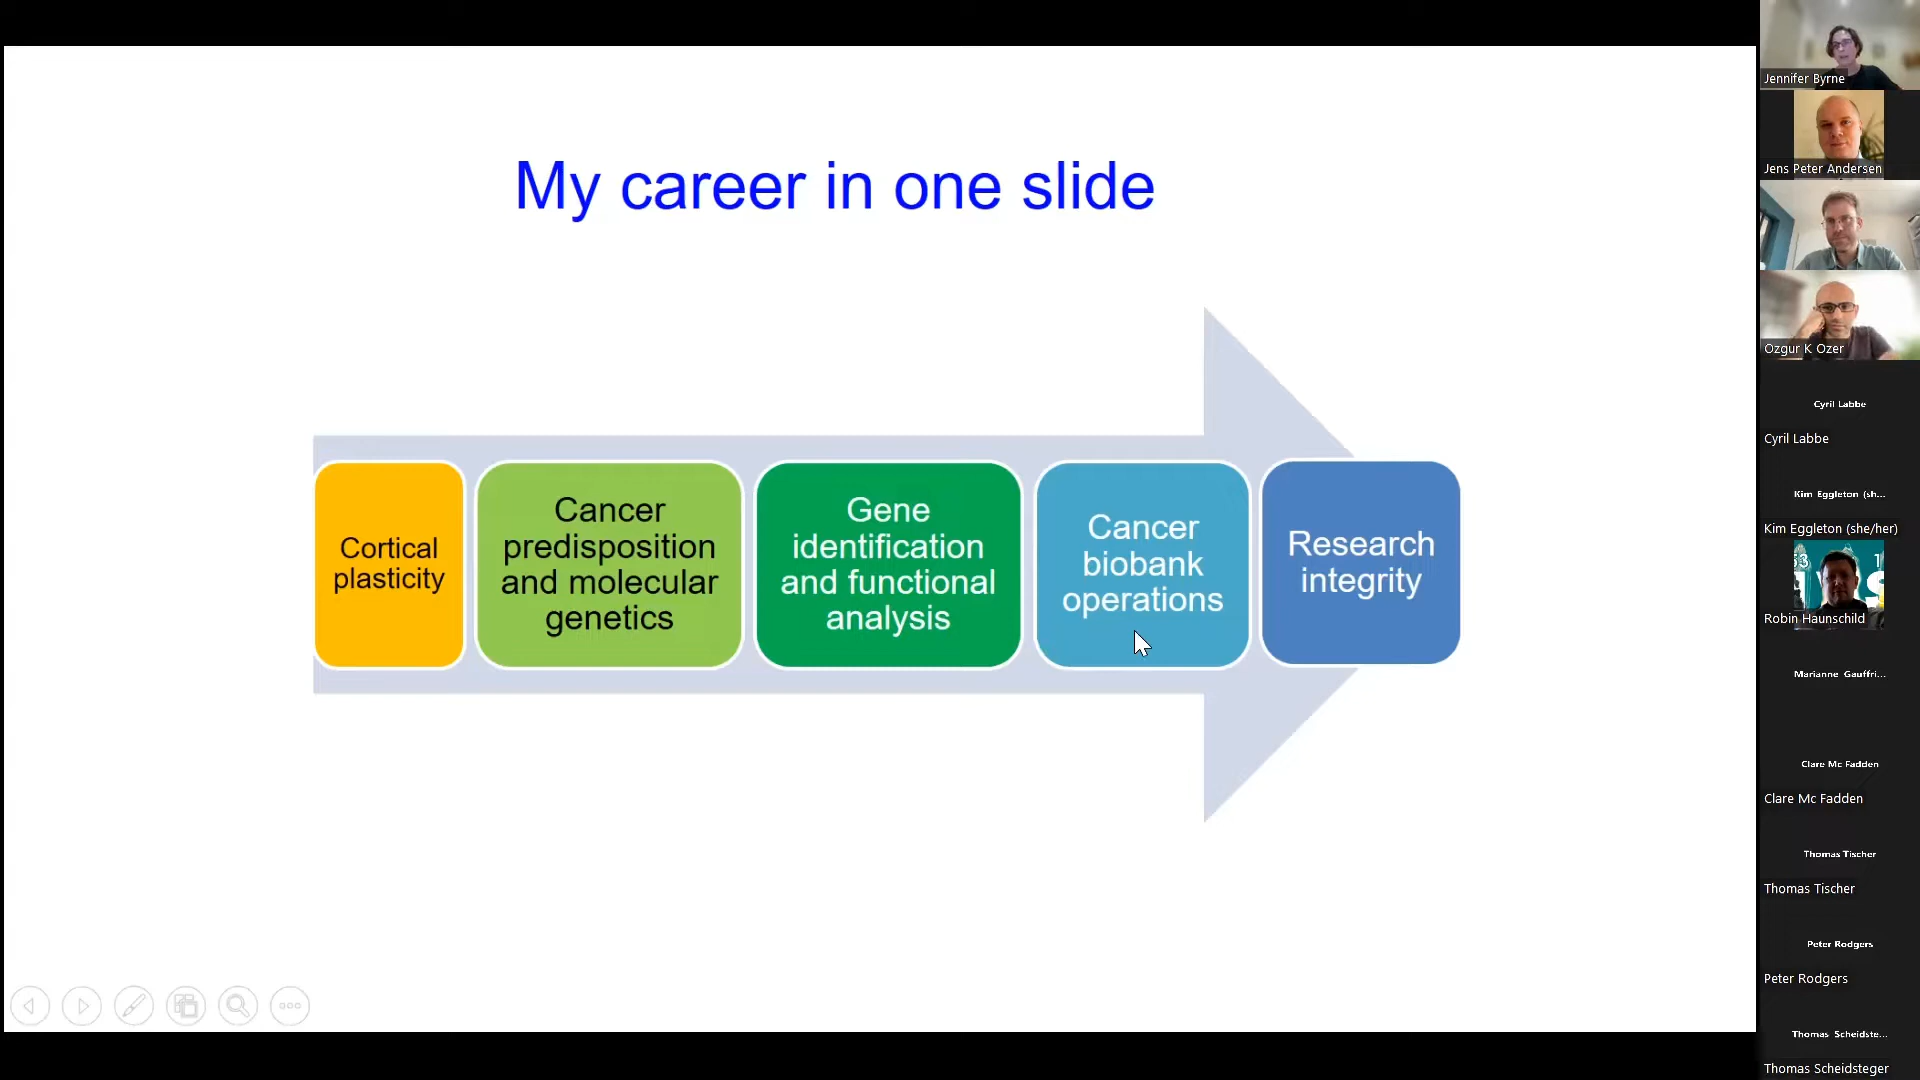 My career in one slide
Cortical
plasticity
Cancer
predisposition
and molecular
genetics
Gene
identification
and functional
analysis
Cancer
biobank
operations
Research
integrity
Jennifer Byrne
Jens Peter Andersen
Ozgur K Ozer
Cyril Labbe
Cyril Labbe
Kim Eggleton (sh...
Kim Eggleton (she/her)
53
Robin Haunschild
Marianne Gauffri...
Clare Mc Fadden
Clare Mc Fadden
Thomas Tischer
Thomas Tischer
Peter Rodgers
Peter Rodgers
Thomas Scheidste...
Thomas Scheidsteger